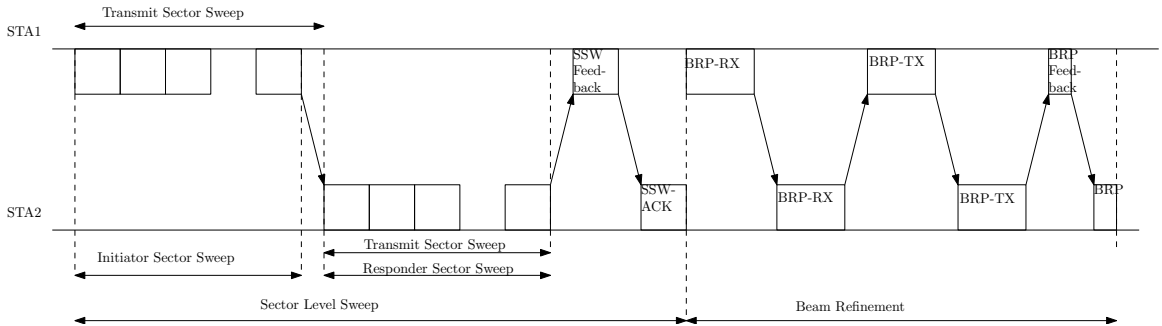 Transmit Sector Sweep
STA1
SSW
Feed-
back
BRP-RX
BRP-TX
BRP
Feed-
back
SSW-
ACK
BRP-RX
BRP-TX
BRP
STA2
Transmit Sector Sweep
Initiator Sector Sweep
Responder Sector Sweep
Sector Level Sweep
Beam Refinement